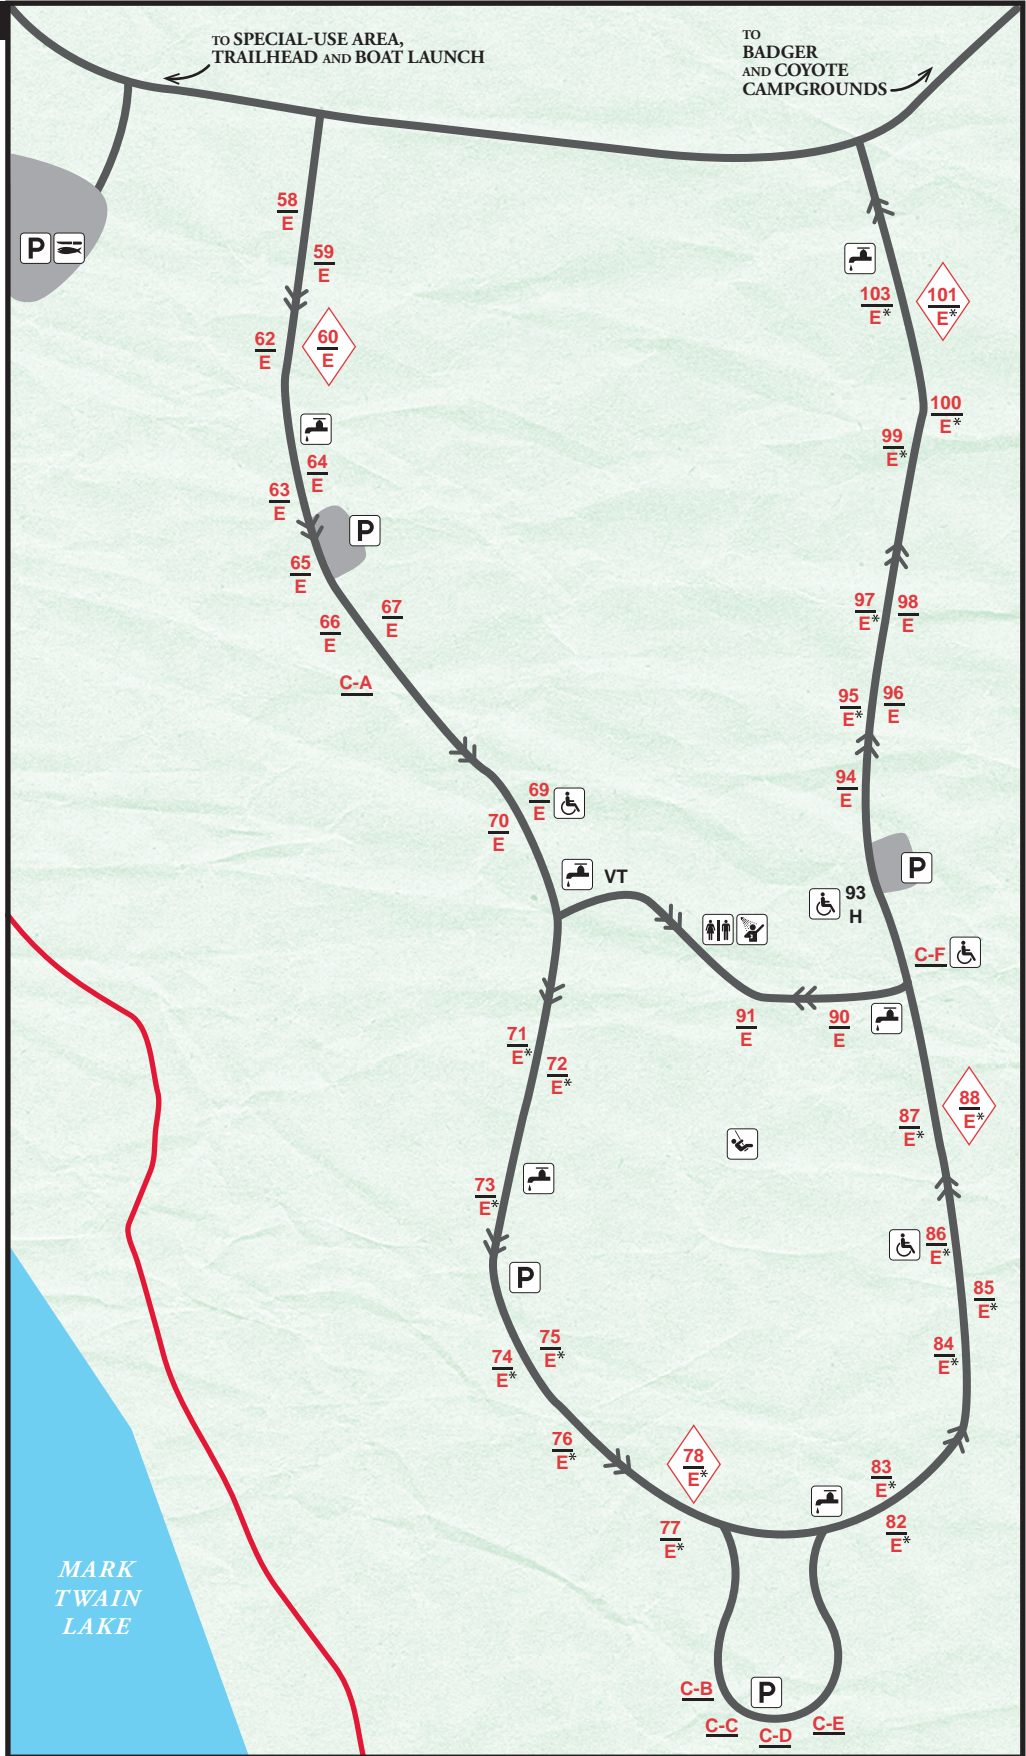 TO SPECIAL-USE AREA,
TRAILHEAD AND BOAT LAUNCH
TO
BADGER
AND COYOTE
CAMPGROUNDS
58
E
59
E
P
103
E*
101
E*
62
E
60
E
100
E*
99
E*
64
E
63
E
P
65
E
67
E
66
E
97
E*
98
E
C-A
95
E*
96
E
94
E
69
E
70
E
P
VT
93
H
C-F
91
E
90
E
71
E*
72
E*
88
E*
87
E*
73
E*
86
E*
P
85
E*
75
E*
74
E*
84
E*
76
E*
78
E*
83
E*
77
E*
82
E*
MARK
TWAIN
LAKE
C-B
P
C-C
C-D
C-E